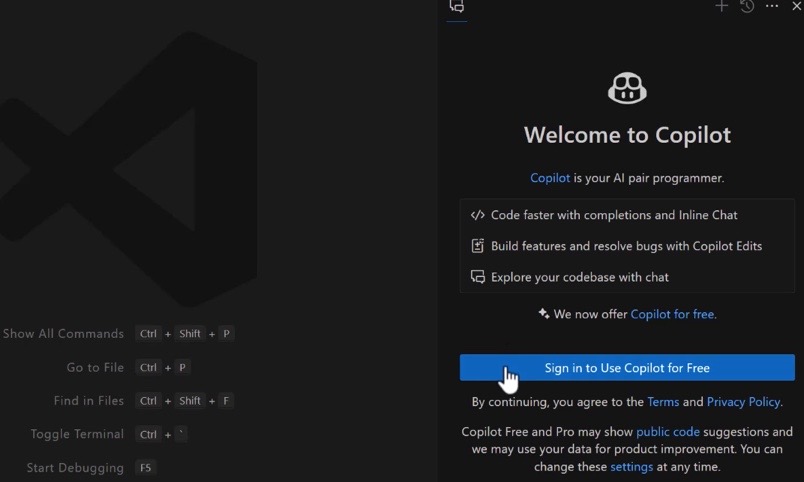 Welcome to Copilot
Copilot is your AI pair programmer.
Code faster with completions and Inline Chat
Build features and resolve bugs with Copilot Edits
Explore your codebase with chat
We now offer Copilot for free.
Sign in to Use Copilot for Free
By continuing, you agree to the Terms and Privacy Policy.
Copilot Free and Pro may show public code suggestions and
we may use your data for product improvement. You can
change these settings at any time.
Show All Commands Ctrl + Shift + P
Go to File Ctrl + P
Find in Files Ctrl + Shift + F
Toggle Terminal Ctrl + `
Start Debugging F5